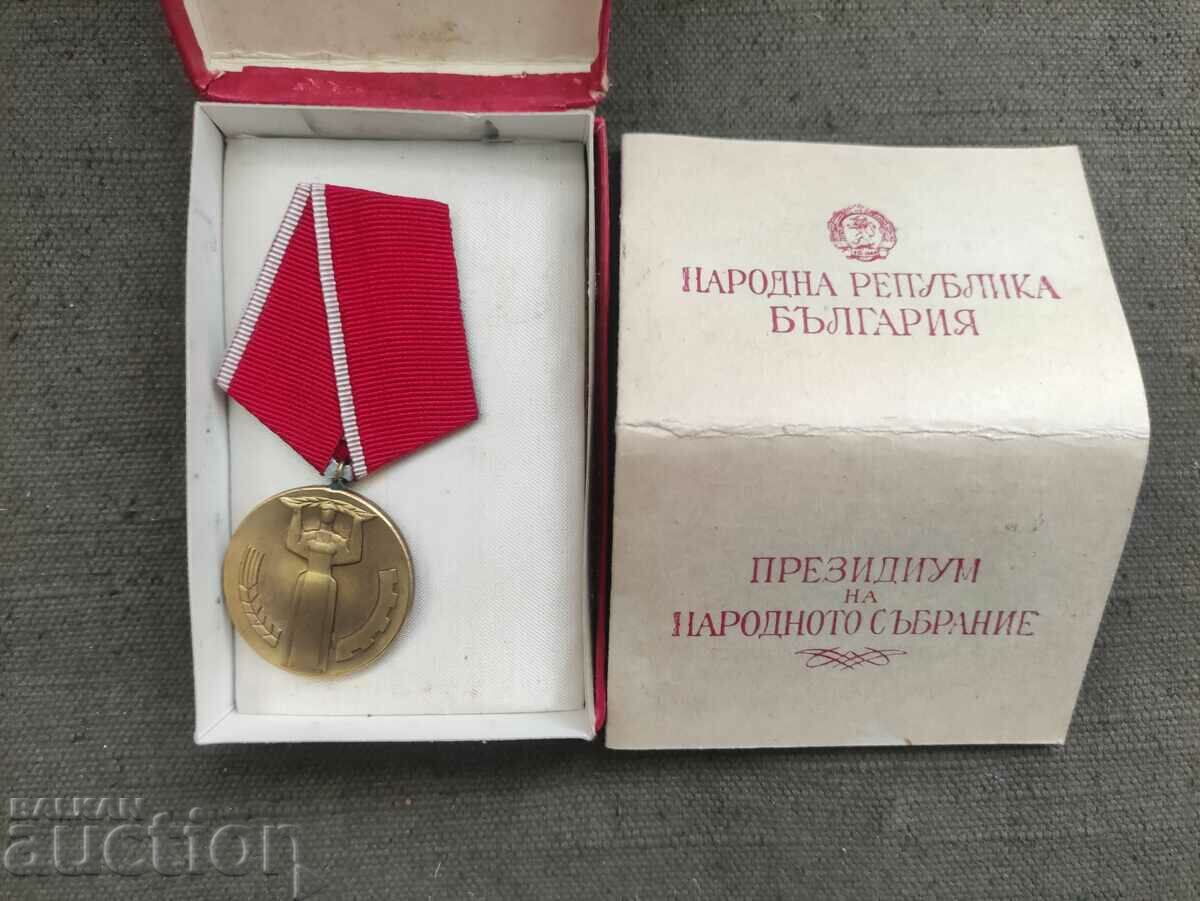 НАРОДНА РЕПУБЛИКА
БЪЛГАРИЯ
ПРЕЗИДИУМ
НА
НАРОДНОТО СЪБРАНИЕ
BALKAN
auction